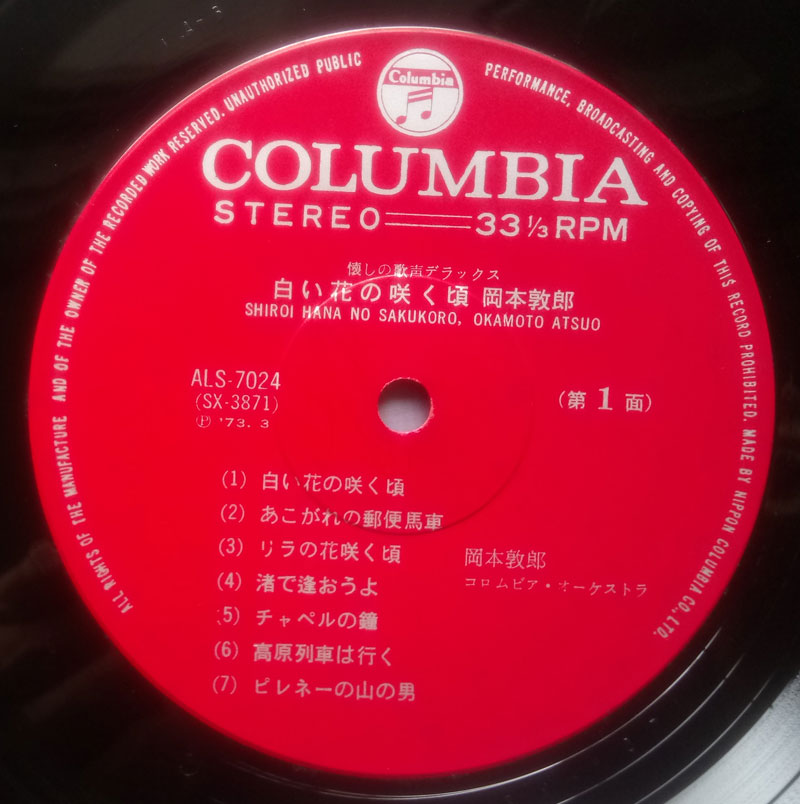 ALL RIGHTS OF THE MANUFACTURE AND OF THE OWNER OF THE RECORDED WORK RESERVED. UNAUTHORIZED PUBLIC PERFORMANCE, BROADCASTING AND COPYING OF THIS RECORD PROHIBITED. MADE BY NIPPON COLUMBIA CO., LTD.
Columbia
COLUMBIA
STEREO 33 1/3 RPM
懐しの歌声デラックス
白い花の咲く頃 岡本敦郎
SHIROI HANA NO SAKUKORO, OKAMOTO ATSUO
ALS-7024
(SX-3871)
Ⓟ '73. 3
(第 1 面)
(1) 白い花の咲く頃
(2) あこがれの郵便馬車
(3) リラの花咲く頃
(4) 渚で逢おうよ
(5) チャペルの鐘
(6) 高原列車は行く
(7) ピレネーの山の男
岡本敦郎
コロムビア・オーケストラ